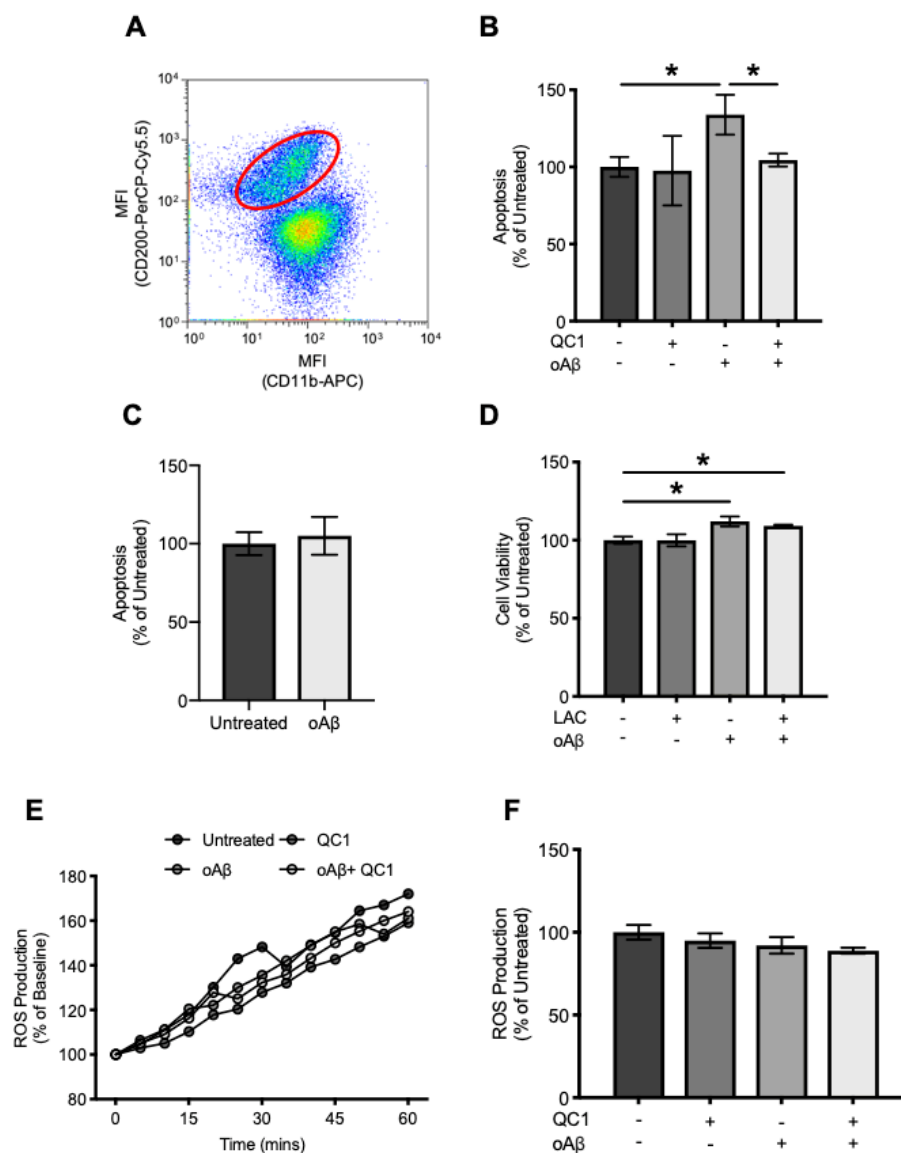 A
10⁴
10³
10²
10¹
10⁰
MFI
(CD200-PerCP-Cy5.5)
10⁰ 10¹ 10² 10³ 10⁴
MFI
(CD11b-APC)
B
* *
150
100
50
0
Apoptosis
(% of Untreated)
QC1 - + - +
oAβ - - + +
C
150
100
50
0
Apoptosis
(% of Untreated)
Untreated oAβ
D
*
*
150
100
50
0
Cell Viability
(% of Untreated)
LAC - + - +
oAβ - - + +
E
Untreated QC1
oAβ oAβ+ QC1
180
160
140
120
100
80
ROS Production
(% of Baseline)
0 15 30 45 60
Time (mins)
F
150
100
50
0
ROS Production
(% of Untreated)
QC1 - + - +
oAβ - - + +